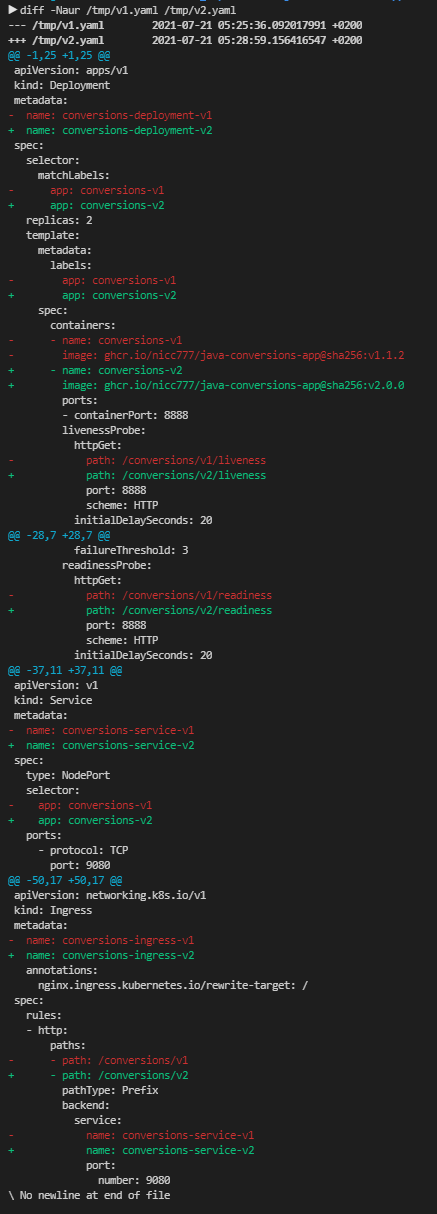 diff -Naur /tmp/v1.yaml /tmp/v2.yaml
--- /tmp/v1.yaml        2021-07-21 05:25:36.092017991 +0200
+++ /tmp/v2.yaml        2021-07-21 05:28:59.156416547 +0200
@@ -1,25 +1,25 @@
 apiVersion: apps/v1
 kind: Deployment
 metadata:
-  name: conversions-deployment-v1
+  name: conversions-deployment-v2
 spec:
   selector:
     matchLabels:
-      app: conversions-v1
+      app: conversions-v2
   replicas: 2
   template:
     metadata:
       labels:
-        app: conversions-v1
+        app: conversions-v2
     spec:
       containers:
-      - name: conversions-v1
-        image: ghcr.io/nicc777/java-conversions-app@sha256:v1.1.2
+      - name: conversions-v2
+        image: ghcr.io/nicc777/java-conversions-app@sha256:v2.0.0
         ports:
         - containerPort: 8888
         livenessProbe:
           httpGet:
-            path: /conversions/v1/liveness
+            path: /conversions/v2/liveness
             port: 8888
             scheme: HTTP
           initialDelaySeconds: 20
@@ -28,7 +28,7 @@
           failureThreshold: 3
         readinessProbe:
           httpGet:
-            path: /conversions/v1/readiness
+            path: /conversions/v2/readiness
             port: 8888
             scheme: HTTP
           initialDelaySeconds: 20
@@ -37,11 +37,11 @@
 apiVersion: v1
 kind: Service
 metadata:
-  name: conversions-service-v1
+  name: conversions-service-v2
 spec:
   type: NodePort
   selector:
-    app: conversions-v1
+    app: conversions-v2
   ports:
     - protocol: TCP
       port: 9080
@@ -50,17 +50,17 @@
 apiVersion: networking.k8s.io/v1
 kind: Ingress
 metadata:
-  name: conversions-ingress-v1
+  name: conversions-ingress-v2
   annotations:
     nginx.ingress.kubernetes.io/rewrite-target: /
 spec:
   rules:
   - http:
       paths:
-      - path: /conversions/v1
+      - path: /conversions/v2
         pathType: Prefix
         backend:
           service:
-            name: conversions-service-v1
+            name: conversions-service-v2
             port:
               number: 9080
\ No newline at end of file